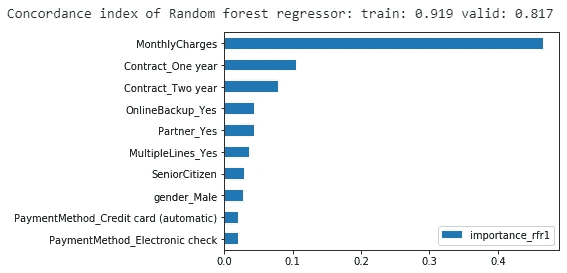 Concordance index of Random forest regressor: train: 0.919 valid: 0.817
MonthlyCharges
Contract_One year
Contract_Two year
OnlineBackup_Yes
Partner_Yes
MultipleLines_Yes
SeniorCitizen
gender_Male
PaymentMethod_Credit card (automatic)
PaymentMethod_Electronic check
importance_rfr1
0.0 0.1 0.2 0.3 0.4